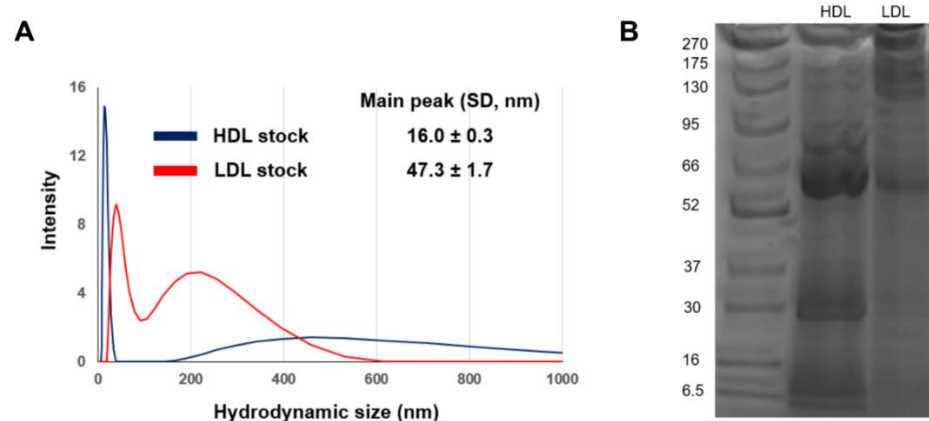 A
16
12
8
4
0
Intensity
0 200 400 600 800 1000
Hydrodynamic size (nm)
Main peak (SD, nm)
HDL stock 16.0 ± 0.3
LDL stock 47.3 ± 1.7
B
HDL LDL
270
175
130
95
66
52
37
30
16
6.5